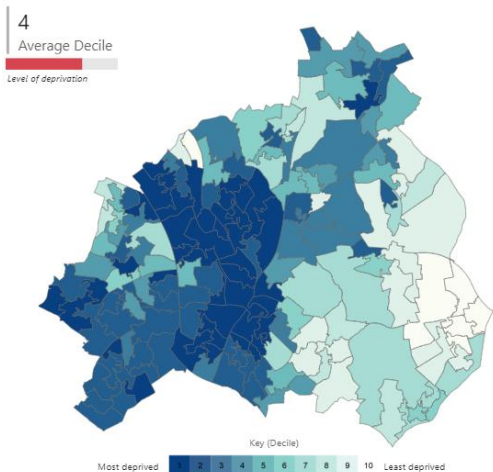 4
Average Decile
Level of deprivation
Key (Decile)
Most deprived 1 2 3 4 5 6 7 8 9 10 Least deprived